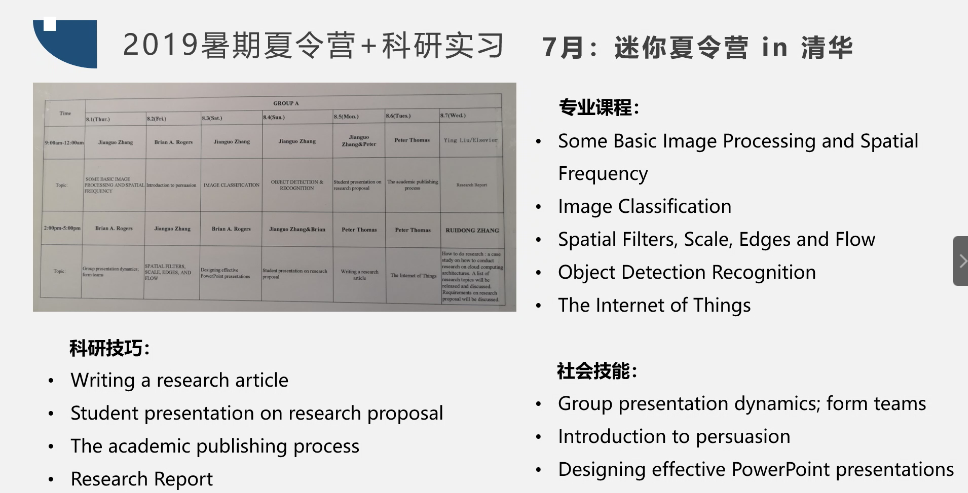 2019暑期夏令营+科研实习
7月：迷你夏令营 in 清华
GROUP A
Time
8.1(Thur.) 8.2(Fri.) 8.3(Sat.) 8.4(Sun.) 8.5(Mon.) 8.6(Tues.) 8.7(Wed.)
9:00am-12:00am Jianguo Zhang Brian A. Rogers Jianguo Zhang Jianguo Zhang Jianguo Zhang&Peter Peter Thomas Ying Liu/Elsevier
Topic
SOME BASIC IMAGE PROCESSING AND SPATIAL FREQUENCY
Introduction to persuasion
IMAGE CLASSIFICATION
OBJECT DETECTION & RECOGNITION
Student presentation on research proposal
The academic publishing process
Research Report
2:00pm-5:00pm Brian A. Rogers Jianguo Zhang Brian A. Rogers Jianguo Zhang&Brian Peter Thomas Peter Thomas RUIDONG ZHANG
Topic
Group presentation dynamics; form teams
SPATIAL FILTERS, SCALE, EDGES, AND FLOW
Designing effective PowerPoint presentations
Student presentation on research proposal
Writing a research article
The Internet of Things
How to do research : a case
study on how to conduct
research on cloud computing
architectures. A list of
research topics will be
released and discussed.
Requirements on research
proposal will be discussed.
科研技巧：
• Writing a research article
• Student presentation on research proposal
• The academic publishing process
• Research Report
专业课程：
• Some Basic Image Processing and Spatial
Frequency
• Image Classification
• Spatial Filters, Scale, Edges and Flow
• Object Detection Recognition
• The Internet of Things
社会技能：
• Group presentation dynamics; form teams
• Introduction to persuasion
• Designing effective PowerPoint presentations